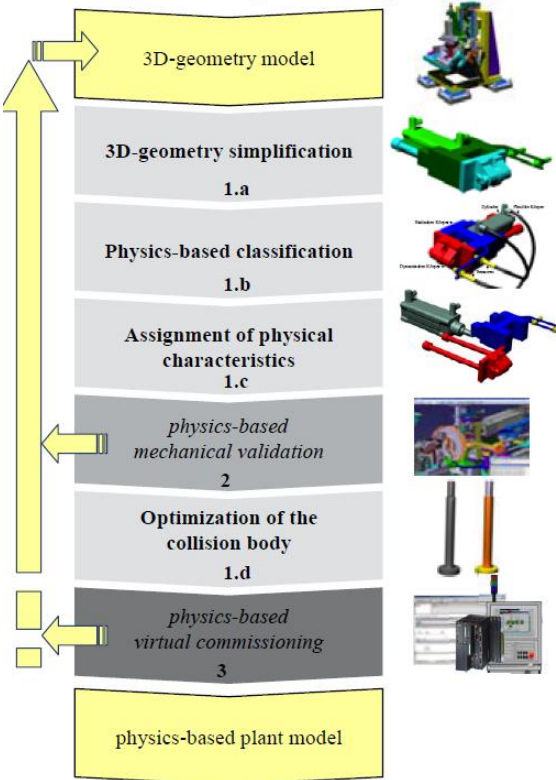 3D-geometry model
3D-geometry simplification
1.a
Physics-based classification
1.b
Assignment of physical
characteristics
1.c
physics-based
mechanical validation
2
Optimization of the
collision body
1.d
physics-based
virtual commissioning
3
physics-based plant model